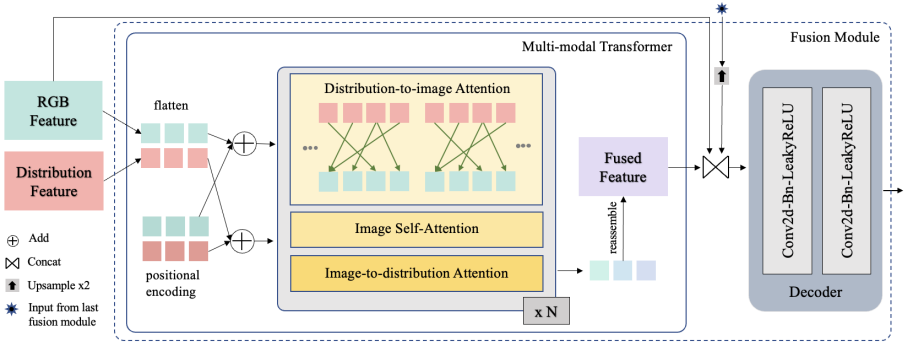 Fusion Module
Multi-modal Transformer
RGB
Feature
Distribution
Feature
flatten
positional
encoding
Distribution-to-image Attention
Image Self-Attention
Image-to-distribution Attention
x N
Fused
Feature
reassemble
Conv2d-Bn-LeakyReLU
Conv2d-Bn-LeakyReLU
Decoder
Add
Concat
Upsample x2
Input from last
fusion module